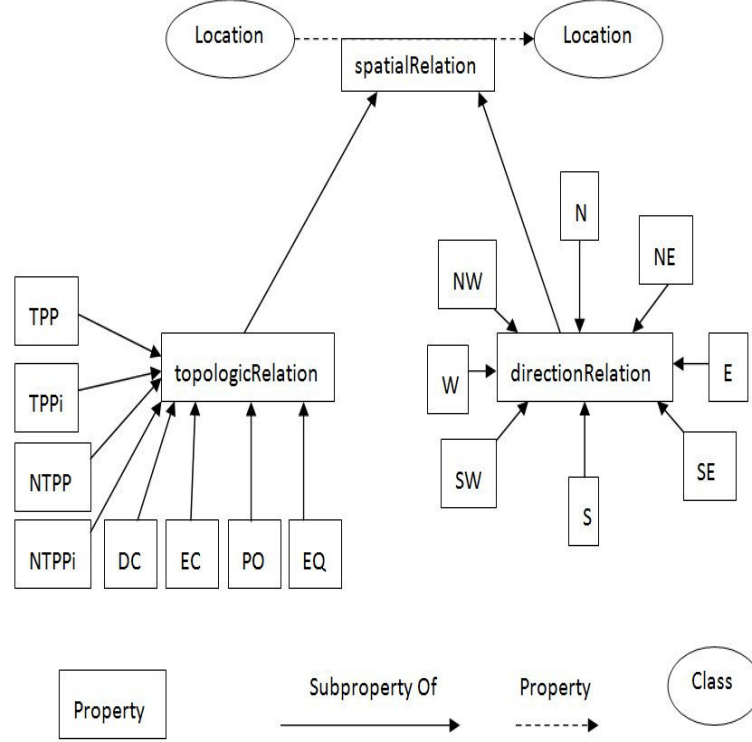 Location
Location
spatialRelation
N
NE
NW
TPP
topologicRelation
directionRelation
E
TPPi
W
NTPP
SW
SE
S
NTPPi
DC
EC
PO
EQ
Subproperty Of
Property
Class
Property